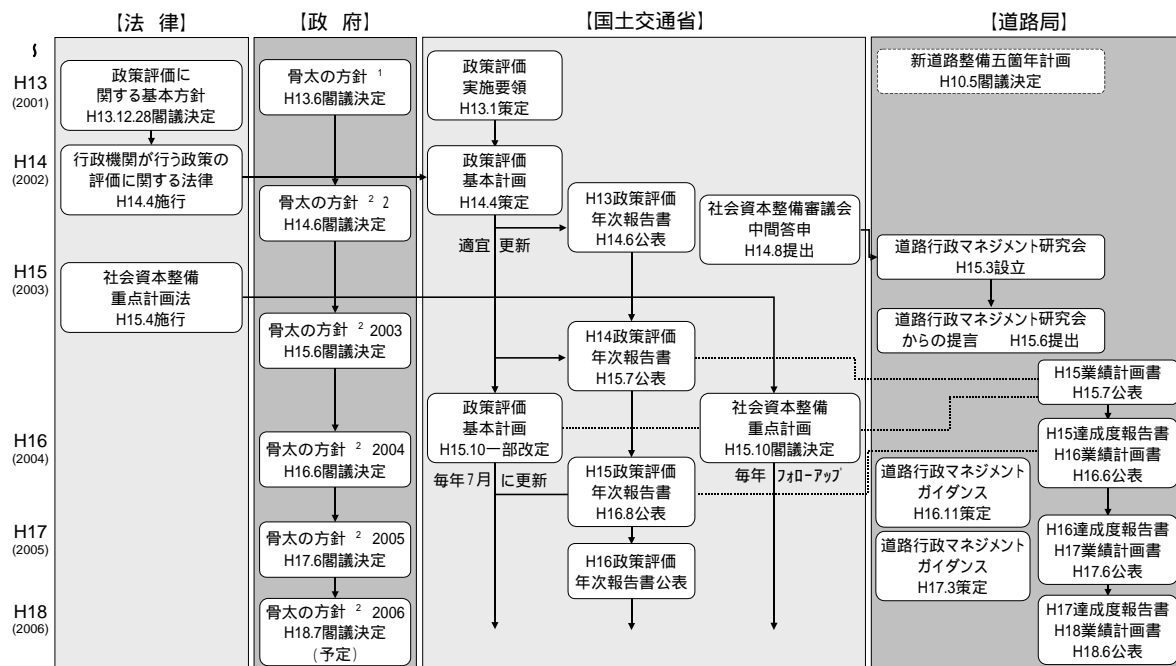 【法 律】
【政 府】
【国土交通省】
【道路局】
H13
(2001)
H14
(2002)
H15
(2003)
H16
(2004)
H17
(2005)
H18
(2006)
政策評価に
関する基本方針
H13.12.28閣議決定
行政機関が行う政策の
評価に関する法律
H14.4施行
社会資本整備
重点計画法
H15.4施行
骨太の方針 1
H13.6閣議決定
骨太の方針 2 2
H14.6閣議決定
骨太の方針 2 2003
H15.6閣議決定
骨太の方針 2 2004
H16.6閣議決定
骨太の方針 2 2005
H17.6閣議決定
骨太の方針 2 2006
H18.7閣議決定
(予定)
政策評価
実施要領
H13.1策定
政策評価
基本計画
H14.4策定
適宜 更新
政策評価
基本計画
H15.10一部改定
毎年7月 に更新
H13政策評価
年次報告書
H14.6公表
H14政策評価
年次報告書
H15.7公表
H15政策評価
年次報告書
H16.8公表
H16政策評価
年次報告書公表
社会資本整備審議会
中間答申
H14.8提出
社会資本整備
重点計画
H15.10閣議決定
毎年 フォローアップ
新道路整備五箇年計画
H10.5閣議決定
道路行政マネジメント研究会
H15.3設立
道路行政マネジメント研究会
からの提言 H15.6提出
道路行政マネジメント
ガイダンス
H16.11策定
道路行政マネジメント
ガイダンス
H17.3策定
H15業績計画書
H15.7公表
H15達成度報告書
H16業績計画書
H16.6公表
H16達成度報告書
H17業績計画書
H17.6公表
H17達成度報告書
H18業績計画書
H18.6公表